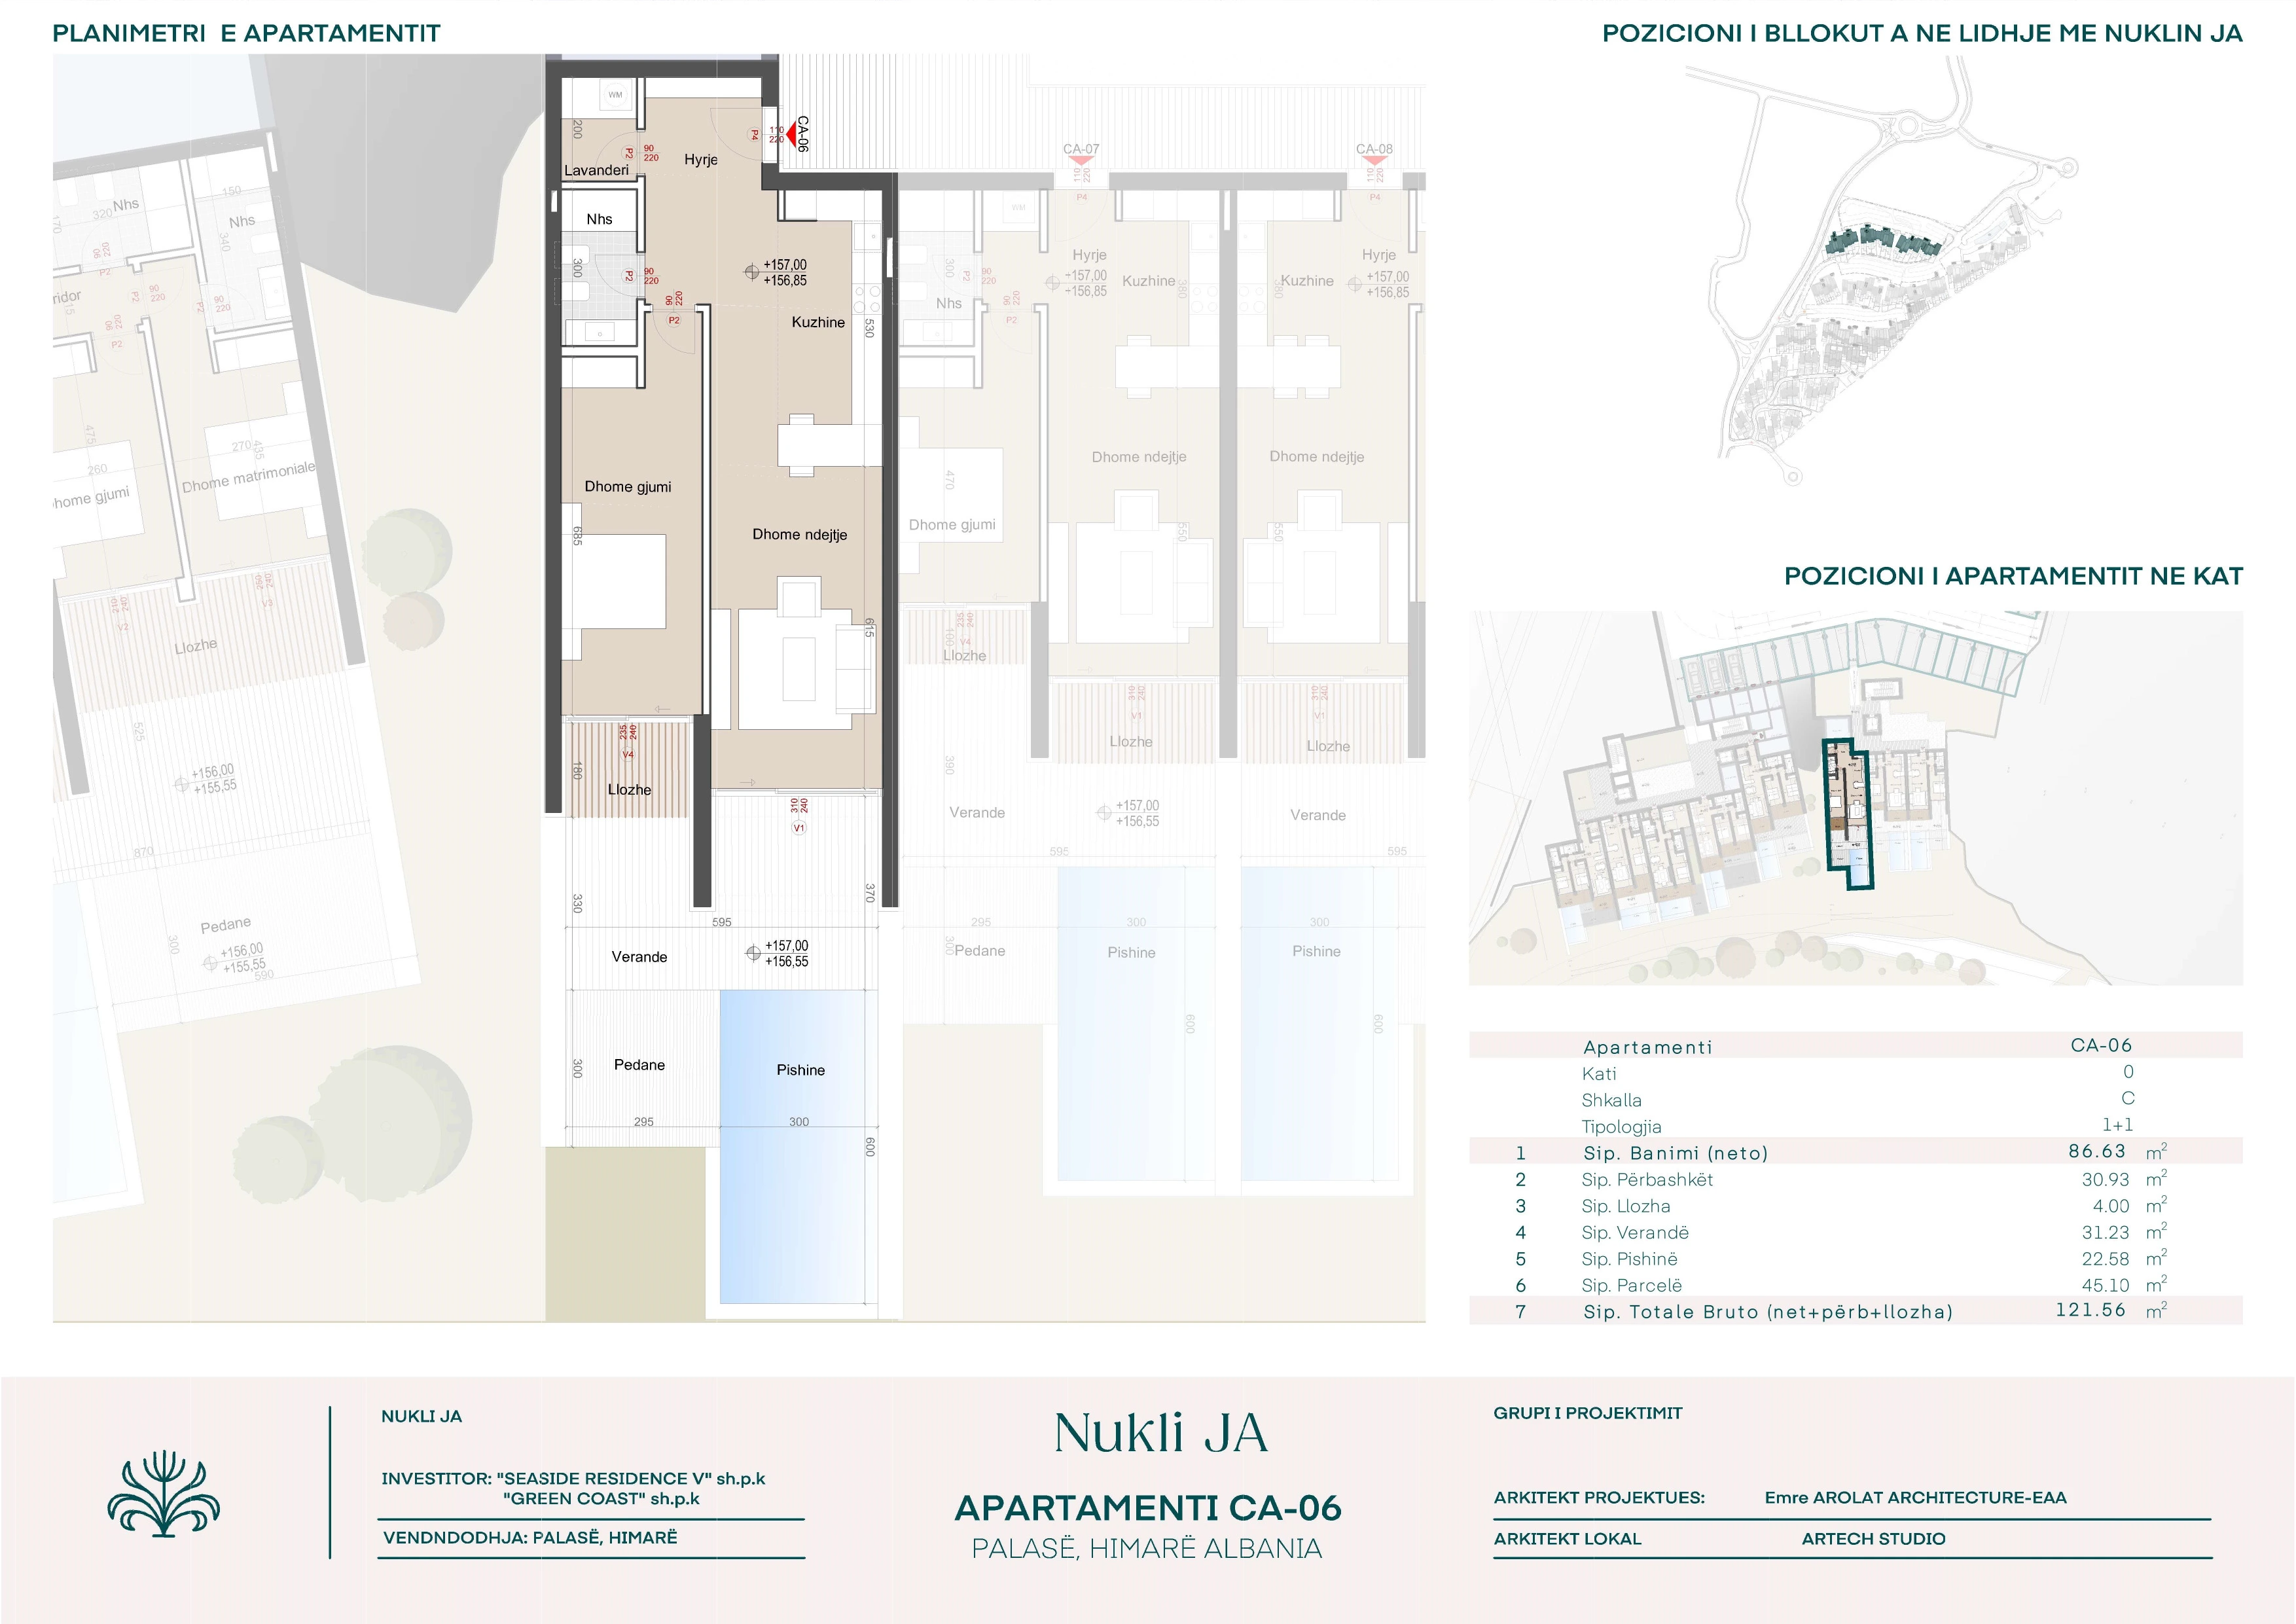 PLANIMETRI E APARTAMENTIT
POZICIONI I BLLOKUT A NE LIDHJE ME NUKLIN JA
WM
200
Lavanderi
P2
90
220
Hyrje
P4
110
220
CA-06
Nhs
300
P2
90
220
90
220
P2
+157,00
+156,85
Kuzhine
530
Dhome gjumi
685
Dhome ndejtje
615
235
240
V4
180
Llozhe
310
240
V1
330
370
595
Verande
+157,00
+156,55
Pedane
300
Pishine
295
300
600
Nhs
320
170
150
Nhs
340
90
220
P2
ridor
315
P2
90
220
P2
90
220
P2
475
260
home gjumi
270
435
Dhome matrimoniale
210
240
V2
250
240
V3
Llozhe
525
+156,00
+155,55
870
Pedane
300
+156,00
+155,55
590
CA-07
110
220
P4
WM
Hyrje
+157,00
+156,85
Kuzhine
380
300
P2
90
220
Nhs
90
220
P2
Dhome ndejtje
470
Dhome gjumi
550
235
240
V4
100
Llozhe
310
240
V1
Llozhe
390
Verande
+157,00
+156,55
595
295
300
300
Pedane
Pishine
600
CA-08
110
220
P4
Hyrje
Kuzhine
380
+157,00
+156,85
Dhome ndejtje
550
310
240
V1
Llozhe
Verande
595
300
Pishine
600
POZICIONI I APARTAMENTIT NE KAT
Apartamenti CA-06
Kati 0
Shkalla C
Tipologjia 1+1
1 Sip. Banimi (neto) 86.63 m²
2 Sip. Përbashkët 30.93 m²
3 Sip. Llozha 4.00 m²
4 Sip. Verandë 31.23 m²
5 Sip. Pishinë 22.58 m²
6 Sip. Parcelë 45.10 m²
7 Sip. Totale Bruto (net+përb+llozha) 121.56 m²
NUKLI JA
INVESTITOR: "SEASIDE RESIDENCE V" sh.p.k
"GREEN COAST" sh.p.k
VENDNDODHJA: PALASË, HIMARË
Nukli JA
APARTAMENTI CA-06
PALASË, HIMARË ALBANIA
GRUPI I PROJEKTIMIT
ARKITEKT PROJEKTUES: Emre AROLAT ARCHITECTURE-EAA
ARKITEKT LOKAL ARTECH STUDIO